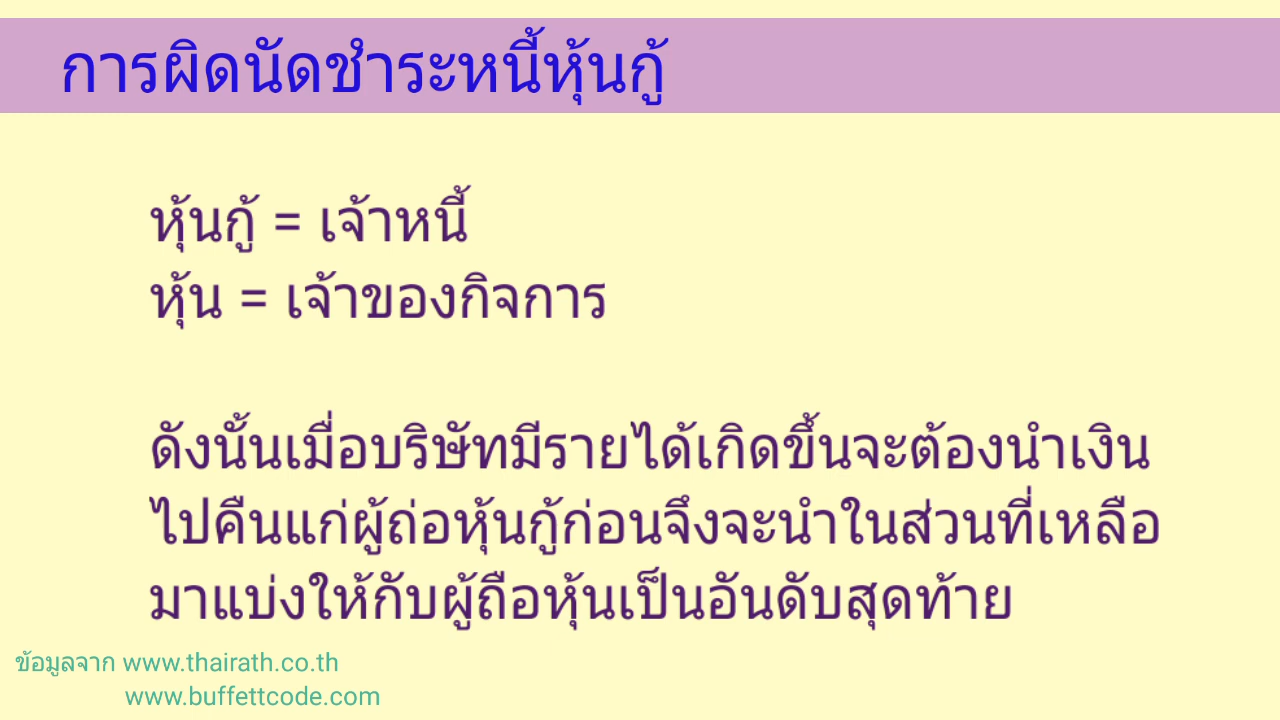 การผิดนัดชำระหนี้หุ้นกู้
หุ้นกู้ = เจ้าหนี้
หุ้น = เจ้าของกิจการ
ดังนั้นเมื่อบริษัทมีรายได้เกิดขึ้นจะต้องนำเงิน
ไปคืนแก่ผู้ถ่อหุ้นกู้ก่อนจึงจะนำในส่วนที่เหลือ
มาแบ่งให้กับผู้ถือหุ้นเป็นอันดับสุดท้าย
ข้อมูลจาก www.thairath.co.th
www.buffettcode.com